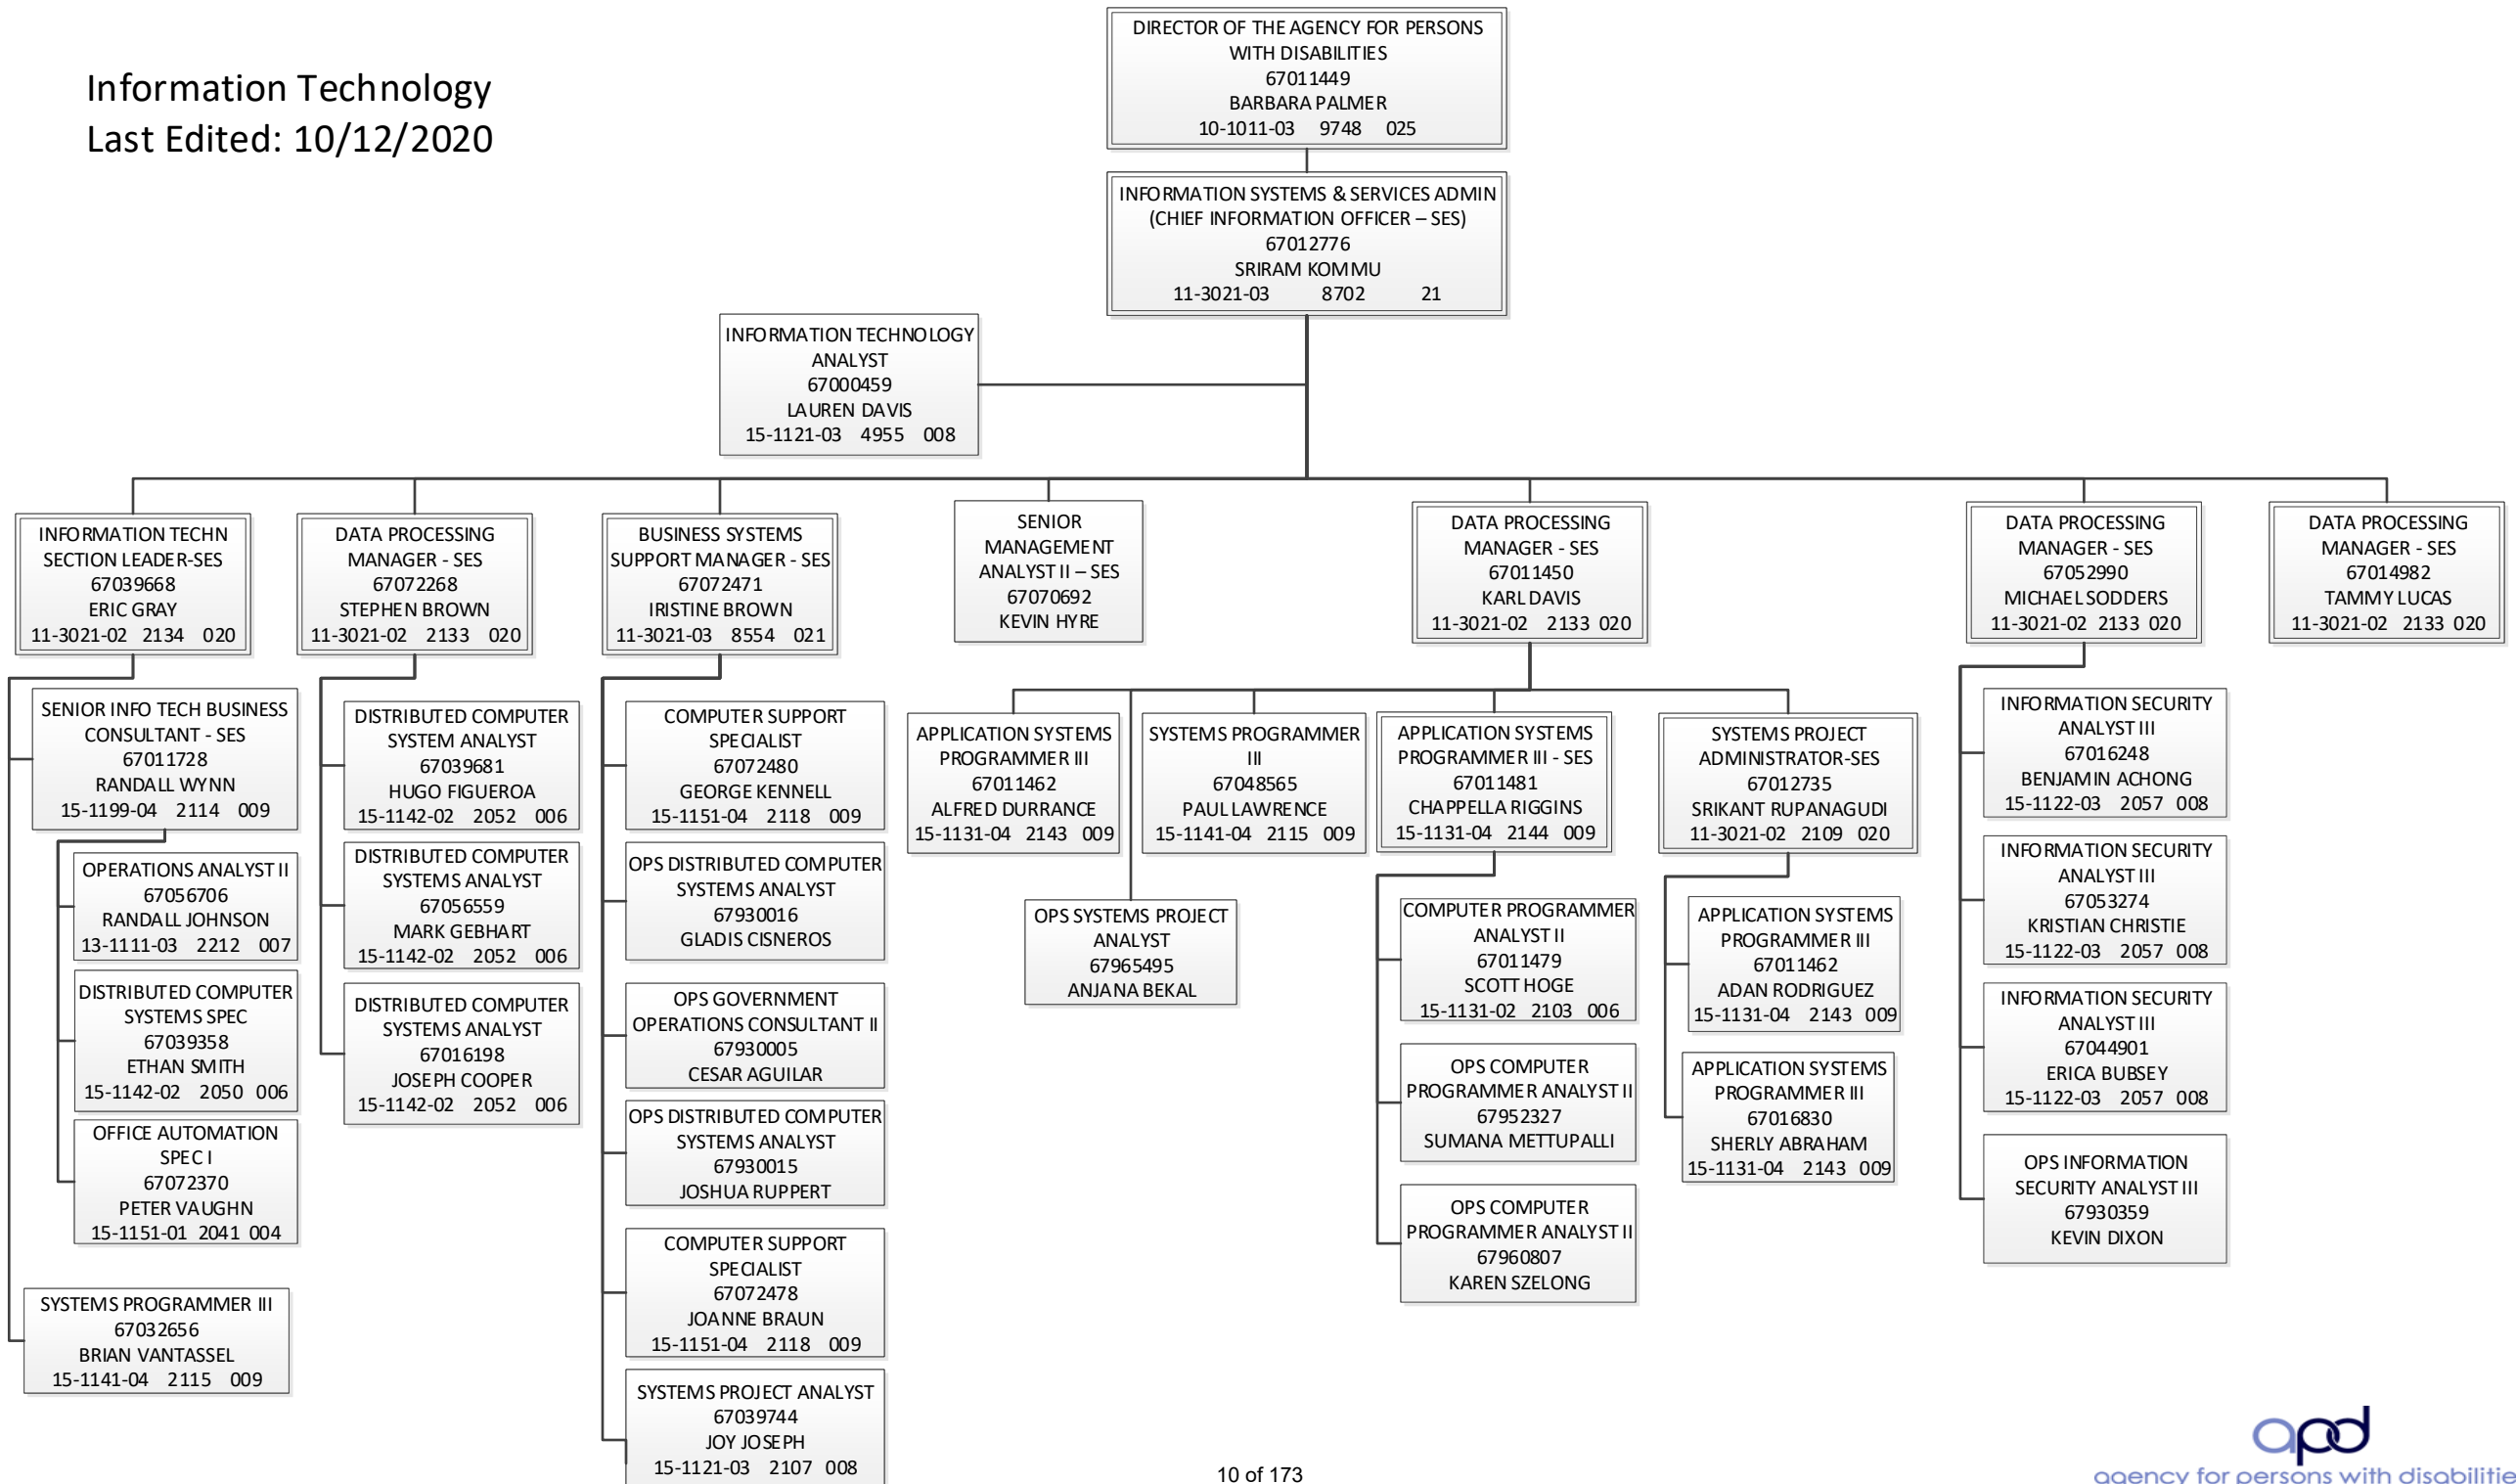 Information Technology
Last Edited: 10/12/2020
DIRECTOR OF THE AGENCY FOR PERSONS
WITH DISABILITIES
67011449
BARBARA PALMER
10-1011-03 9748 025
INFORMATION SYSTEMS & SERVICES ADMIN
(CHIEF INFORMATION OFFICER – SES)
67012776
SRIRAM KOMMU
11-3021-03 8702 21
INFORMATION TECHNOLOGY
ANALYST
67000459
LAUREN DAVIS
15-1121-03 4955 008
INFORMATION TECHN
SECTION LEADER-SES
67039668
ERIC GRAY
11-3021-02 2134 020
SENIOR INFO TECH BUSINESS
CONSULTANT - SES
67011728
RANDALL WYNN
15-1199-04 2114 009
OPERATIONS ANALYST II
67056706
RANDALL JOHNSON
13-1111-03 2212 007
DISTRIBUTED COMPUTER
SYSTEMS SPEC
67039358
ETHAN SMITH
15-1142-02 2050 006
OFFICE AUTOMATION
SPEC I
67072370
PETER VAUGHN
15-1151-01 2041 004
SYSTEMS PROGRAMMER III
67032656
BRIAN VANTASSEL
15-1141-04 2115 009
DATA PROCESSING
MANAGER - SES
67072268
STEPHEN BROWN
11-3021-02 2133 020
DISTRIBUTED COMPUTER
SYSTEM ANALYST
67039681
HUGO FIGUEROA
15-1142-02 2052 006
DISTRIBUTED COMPUTER
SYSTEMS ANALYST
67056559
MARK GEBHART
15-1142-02 2052 006
DISTRIBUTED COMPUTER
SYSTEMS ANALYST
67016198
JOSEPH COOPER
15-1142-02 2052 006
BUSINESS SYSTEMS
SUPPORT MANAGER - SES
67072471
IRISTINE BROWN
11-3021-03 8554 021
COMPUTER SUPPORT
SPECIALIST
67072480
GEORGE KENNELL
15-1151-04 2118 009
OPS DISTRIBUTED COMPUTER
SYSTEMS ANALYST
67930016
GLADIS CISNEROS
OPS GOVERNMENT
OPERATIONS CONSULTANT II
67930005
CESAR AGUILAR
OPS DISTRIBUTED COMPUTER
SYSTEMS ANALYST
67930015
JOSHUA RUPPERT
COMPUTER SUPPORT
SPECIALIST
67072478
JOANNE BRAUN
15-1151-04 2118 009
SYSTEMS PROJECT ANALYST
67039744
JOY JOSEPH
15-1121-03 2107 008
SENIOR
MANAGEMENT
ANALYST II – SES
67070692
KEVIN HYRE
DATA PROCESSING
MANAGER - SES
67011450
KARL DAVIS
11-3021-02 2133 020
APPLICATION SYSTEMS
PROGRAMMER III
67011462
ALFRED DURRANCE
15-1131-04 2143 009
OPS SYSTEMS PROJECT
ANALYST
67965495
ANJANA BEKAL
SYSTEMS PROGRAMMER
III
67048565
PAUL LAWRENCE
15-1141-04 2115 009
APPLICATION SYSTEMS
PROGRAMMER III - SES
67011481
CHAPPELLA RIGGINS
15-1131-04 2144 009
COMPUTER PROGRAMMER
ANALYST II
67011479
SCOTT HOGE
15-1131-02 2103 006
OPS COMPUTER
PROGRAMMER ANALYST II
67952327
SUMANA METTUPALLI
OPS COMPUTER
PROGRAMMER ANALYST II
67960807
KAREN SZELONG
SYSTEMS PROJECT
ADMINISTRATOR-SES
67012735
SRIKANT RUPANAGUDI
11-3021-02 2109 020
APPLICATION SYSTEMS
PROGRAMMER III
67011462
ADAN RODRIGUEZ
15-1131-04 2143 009
APPLICATION SYSTEMS
PROGRAMMER III
67016830
SHERLY ABRAHAM
15-1131-04 2143 009
DATA PROCESSING
MANAGER - SES
67052990
MICHAEL SODDERS
11-3021-02 2133 020
INFORMATION SECURITY
ANALYST III
67016248
BENJAMIN ACHONG
15-1122-03 2057 008
INFORMATION SECURITY
ANALYST III
67053274
KRISTIAN CHRISTIE
15-1122-03 2057 008
INFORMATION SECURITY
ANALYST III
67044901
ERICA BUBSEY
15-1122-03 2057 008
OPS INFORMATION
SECURITY ANALYST III
67930359
KEVIN DIXON
DATA PROCESSING
MANAGER - SES
67014982
TAMMY LUCAS
11-3021-02 2133 020
10 of 173
apd
agency for persons with disabilitie